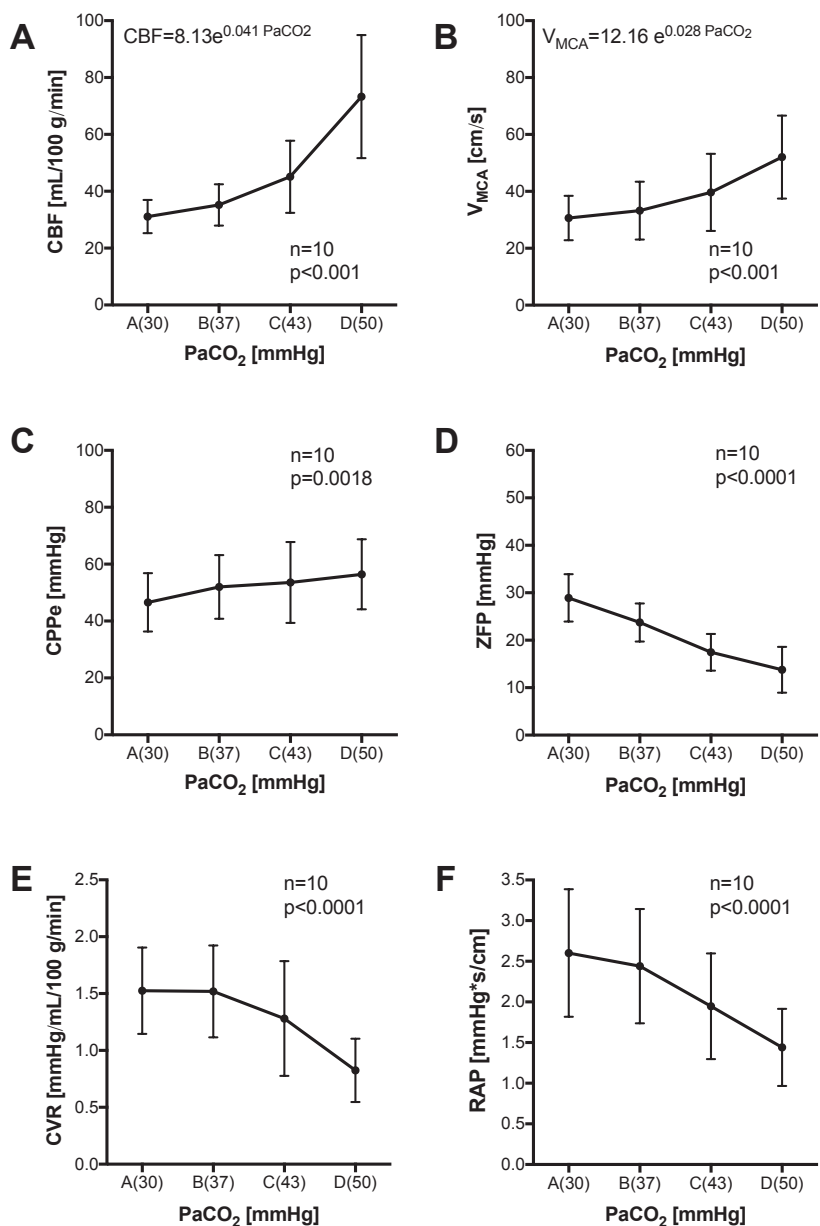 A
CBF=8.13e^0.041 PaCO2
CBF [mL/100 g/min]
100
80
60
40
20
0
A(30) B(37) C(43) D(50)
PaCO₂ [mmHg]
n=10
p<0.001
B
V_MCA=12.16 e^0.028 PaCO₂
V_MCA [cm/s]
100
80
60
40
20
0
A(30) B(37) C(43) D(50)
PaCO₂ [mmHg]
n=10
p<0.001
C
CPPe [mmHg]
100
80
60
40
20
0
A(30) B(37) C(43) D(50)
PaCO₂ [mmHg]
n=10
p=0.0018
D
ZFP [mmHg]
60
50
40
30
20
10
0
A(30) B(37) C(43) D(50)
PaCO₂ [mmHg]
n=10
p<0.0001
E
CVR [mmHg/mL/100 g/min]
2.5
2.0
1.5
1.0
0.5
0.0
A(30) B(37) C(43) D(50)
PaCO₂ [mmHg]
n=10
p<0.0001
F
RAP [mmHg*s/cm]
3.5
3.0
2.5
2.0
1.5
1.0
0.5
0.0
A(30) B(37) C(43) D(50)
PaCO₂ [mmHg]
n=10
p<0.0001